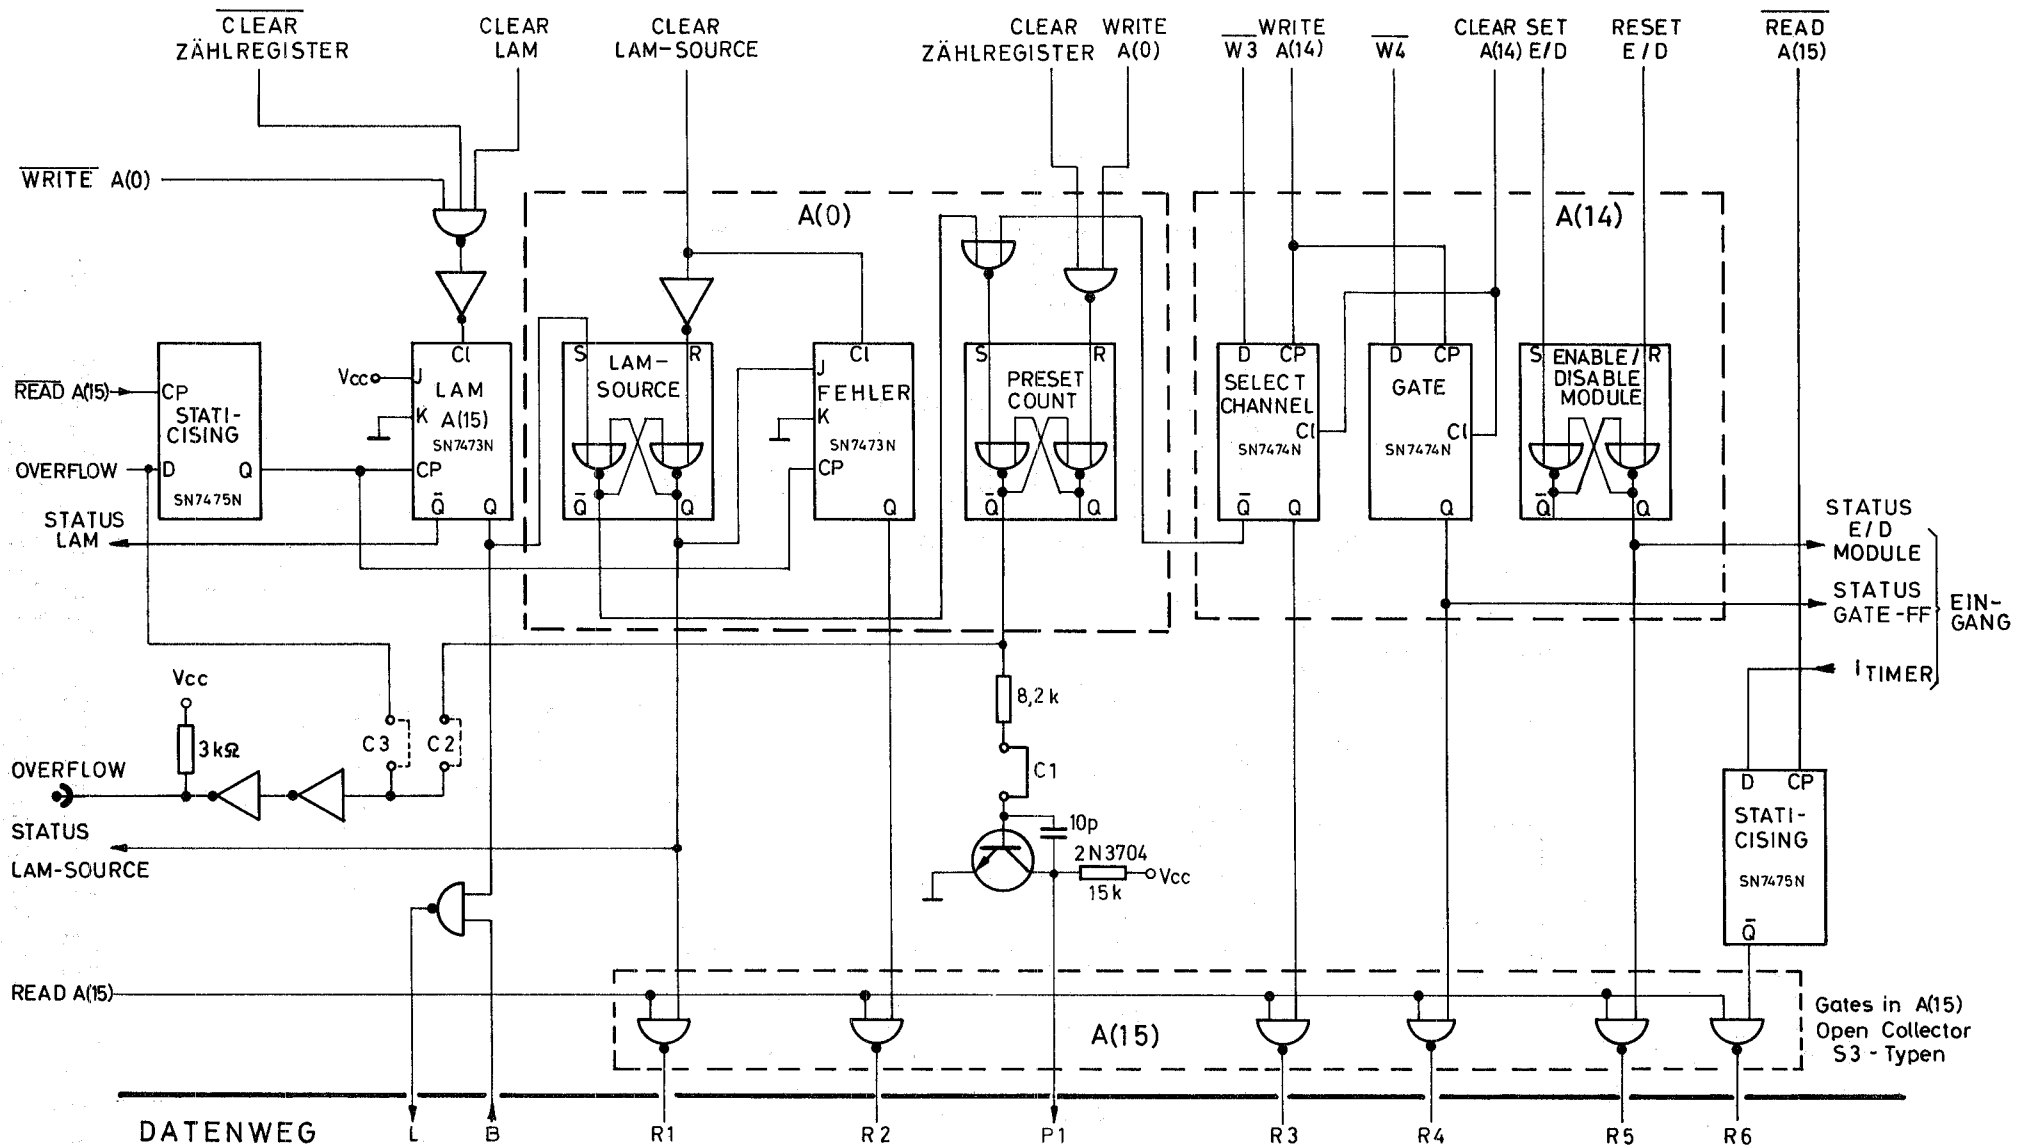 CLEAR
ZÄHLREGISTER
CLEAR
LAM
CLEAR
LAM-SOURCE
CLEAR
ZÄHLREGISTER
WRITE
A(0)
W3
WRITE
A(14)
W4
CLEAR
A(14)
SET
E/D
RESET
E/D
READ
A(15)
WRITE A(0)
A(0)
A(14)
READ A(15)
CP
STATI-
CISING
D
Q
SN7475N
OVERFLOW
Vcc
Cl
J
LAM
K
A(15)
SN7473N
CP
Q
Q
STATUS
LAM
S
R
LAM-
SOURCE
Q
Q
Cl
J
FEHLER
K
SN7473N
CP
Q
S
R
PRESET
COUNT
Q
Q
D
CP
SELECT
CHANNEL
Cl
SN7474N
Q
Q
D
CP
GATE
Cl
SN7474N
Q
S
R
ENABLE/
DISABLE
MODULE
Q
Q
STATUS
E/D
MODULE
STATUS
GATE-FF
I TIMER
EIN-
GANG
Vcc
3kΩ
C3
C2
8,2k
C1
10p
2N3704
15k
Vcc
OVERFLOW
STATUS
LAM-SOURCE
D
CP
STATI-
CISING
SN7475N
Q
READ A(15)
A(15)
Gates in A(15)
Open Collector
S3-Typen
DATENWEG
L
B
R1
R2
P1
R3
R4
R5
R6